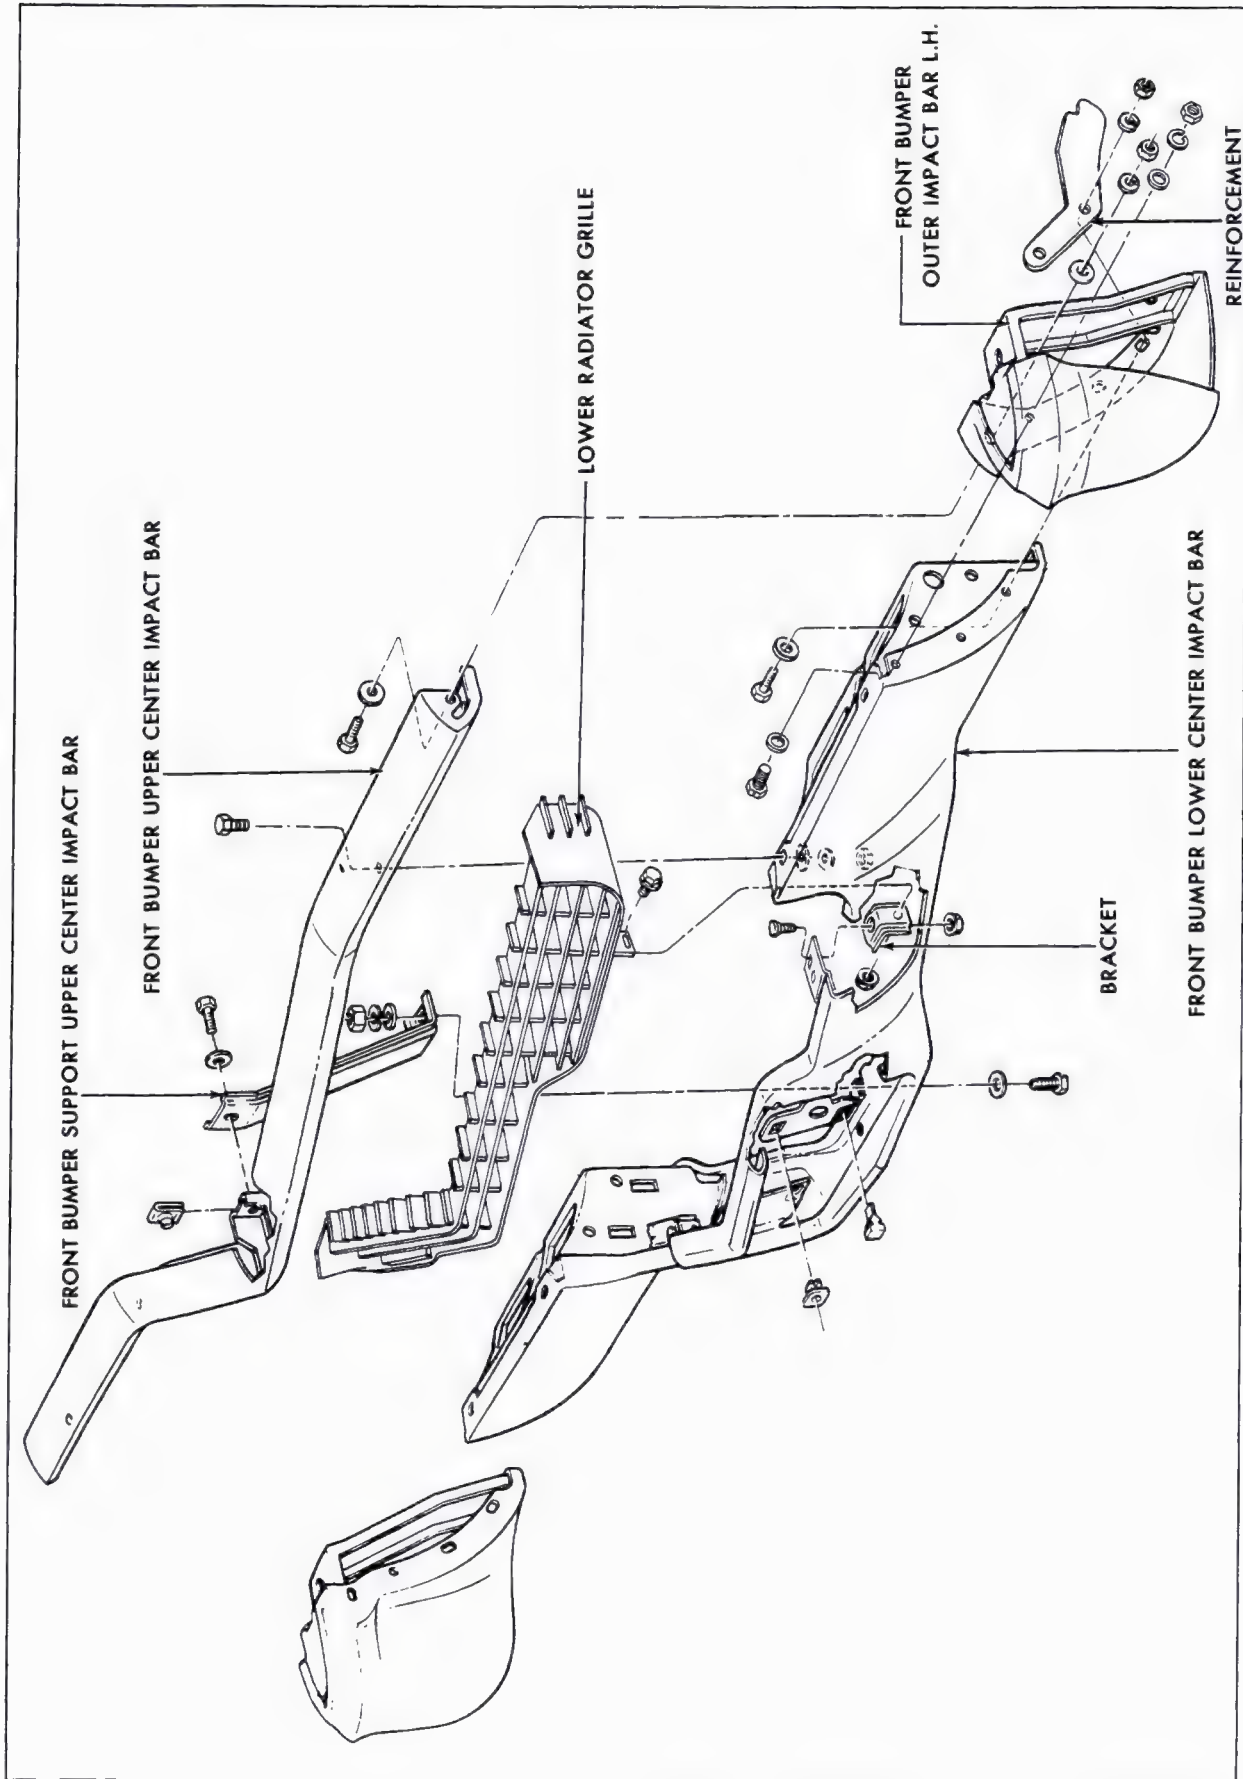 FRONT BUMPER SUPPORT UPPER CENTER IMPACT BAR
FRONT BUMPER UPPER CENTER IMPACT BAR
LOWER RADIATOR GRILLE
FRONT BUMPER
OUTER IMPACT BAR L.H.
REINFORCEMENT
BRACKET
FRONT BUMPER LOWER CENTER IMPACT BAR